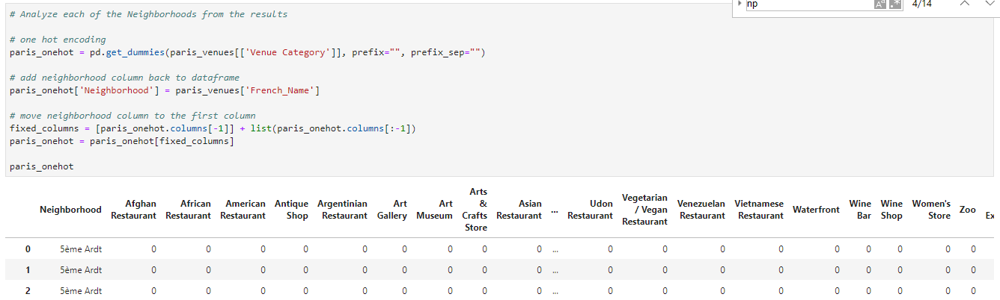 np
4/14
# Analyze each of the Neighborhoods from the results
# one hot encoding
paris_onehot = pd.get_dummies(paris_venues[['Venue Category']], prefix="", prefix_sep="")
# add neighborhood column back to dataframe
paris_onehot['Neighborhood'] = paris_venues['French_Name']
# move neighborhood column to the first column
fixed_columns = [paris_onehot.columns[-1]] + list(paris_onehot.columns[:-1])
paris_onehot = paris_onehot[fixed_columns]
paris_onehot
Neighborhood Afghan Restaurant African Restaurant American Restaurant Antique Shop Argentinian Restaurant Art Gallery Art Museum Arts & Crafts Store Asian Restaurant ... Udon Restaurant Vegetarian / Vegan Restaurant Venezuelan Restaurant Vietnamese Restaurant Waterfront Wine Bar Wine Shop Women's Store Zoo Ex
0 5ème Ardt 0 0 0 0 0 0 0 0 0 ... 0 0 0 0 0 0 0 0 0
1 5ème Ardt 0 0 0 0 0 0 0 0 0 ... 0 0 0 0 0 0 0 0 0
2 5ème Ardt 0 0 0 0 0 0 0 0 0 ... 0 0 0 0 0 0 0 0 0